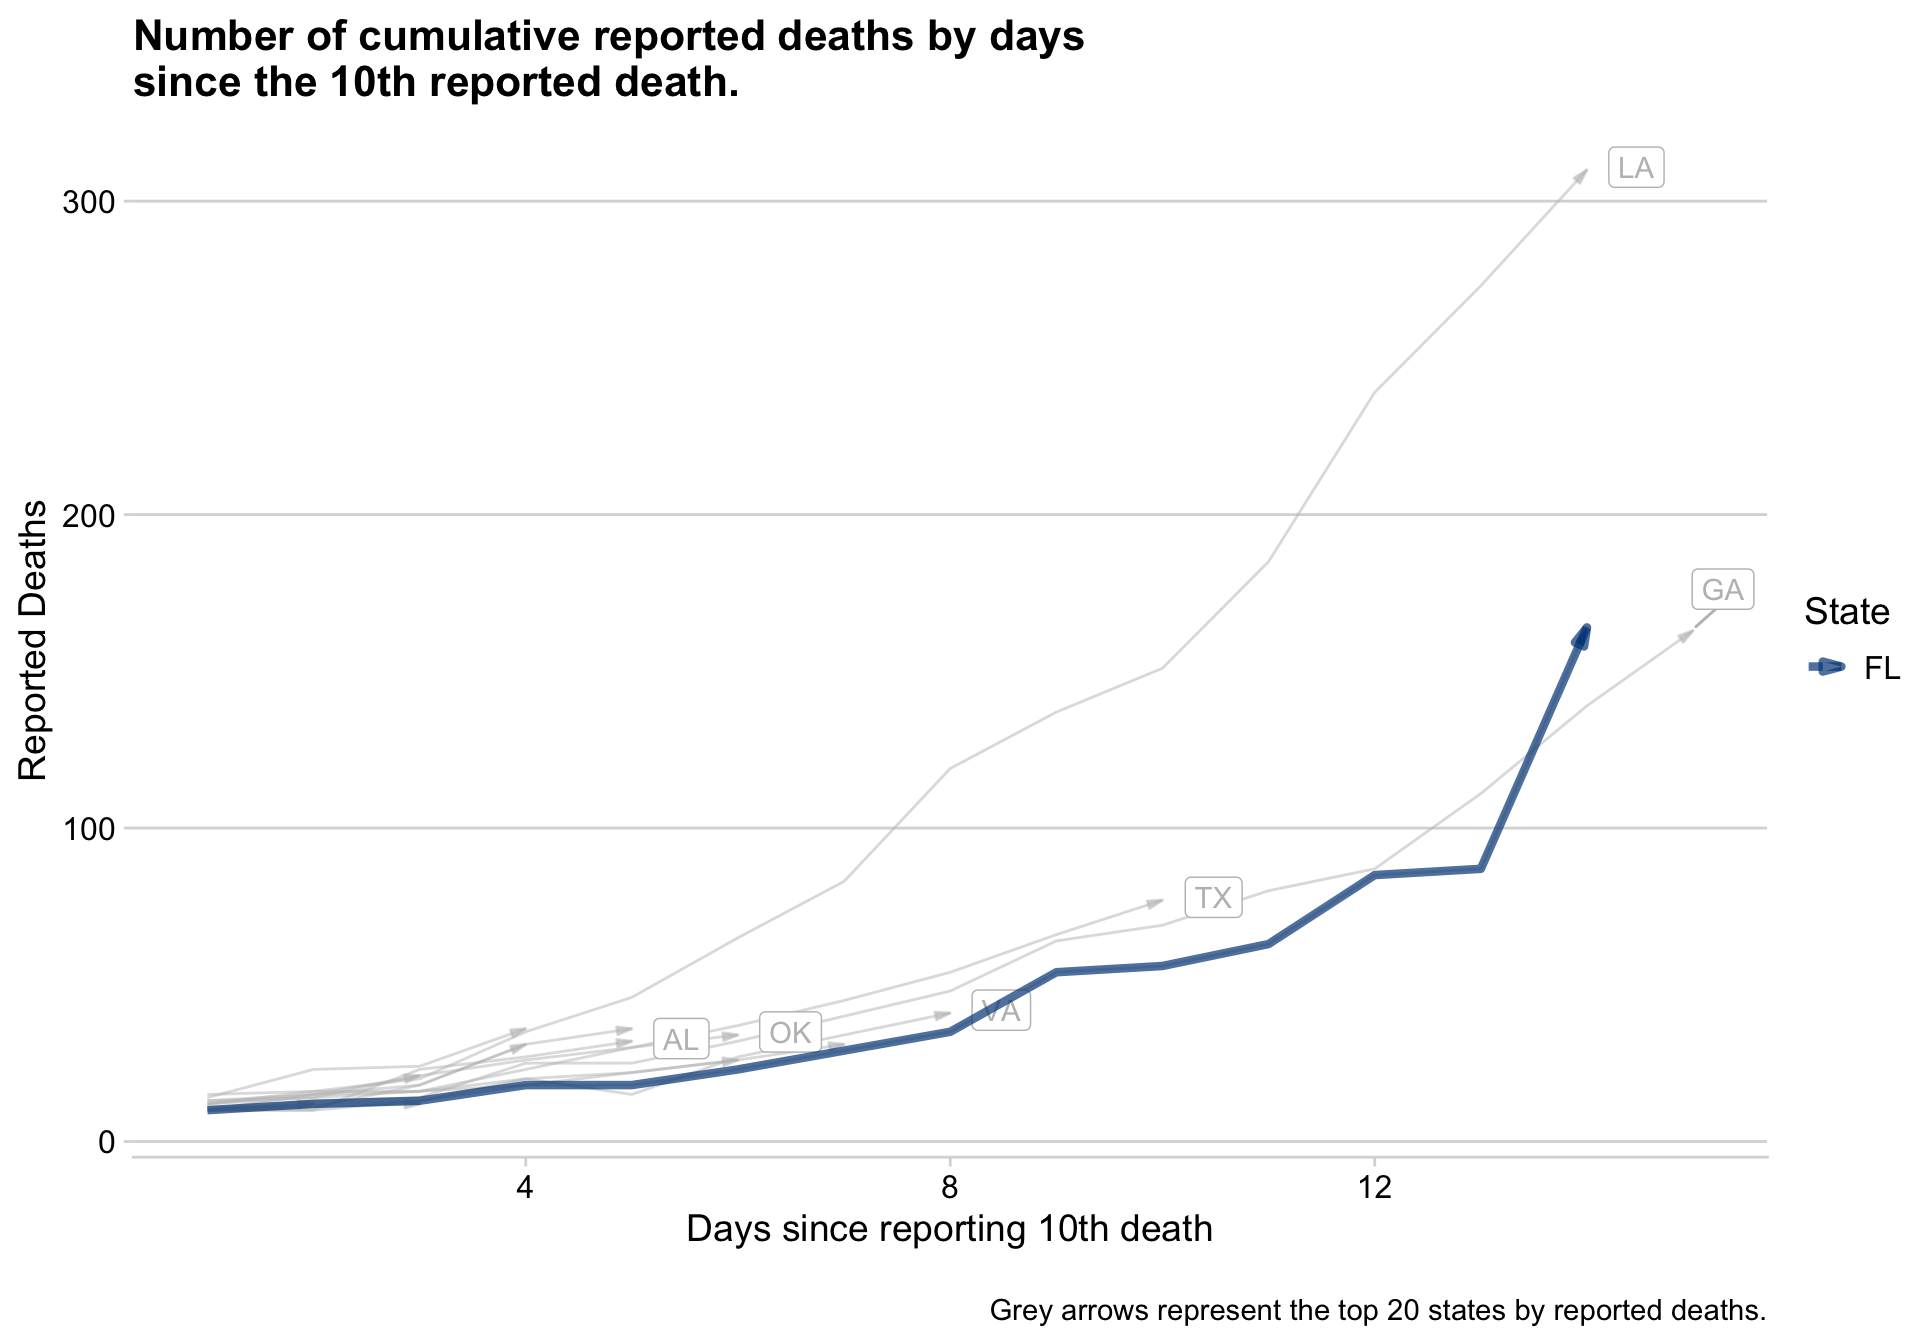 Number of cumulative reported deaths by days
since the 10th reported death.
LA
300
Reported Deaths
200
GA
State
FL
100
TX
VA
OK
AL
0
4
8
12
Days since reporting 10th death
Grey arrows represent the top 20 states by reported deaths.